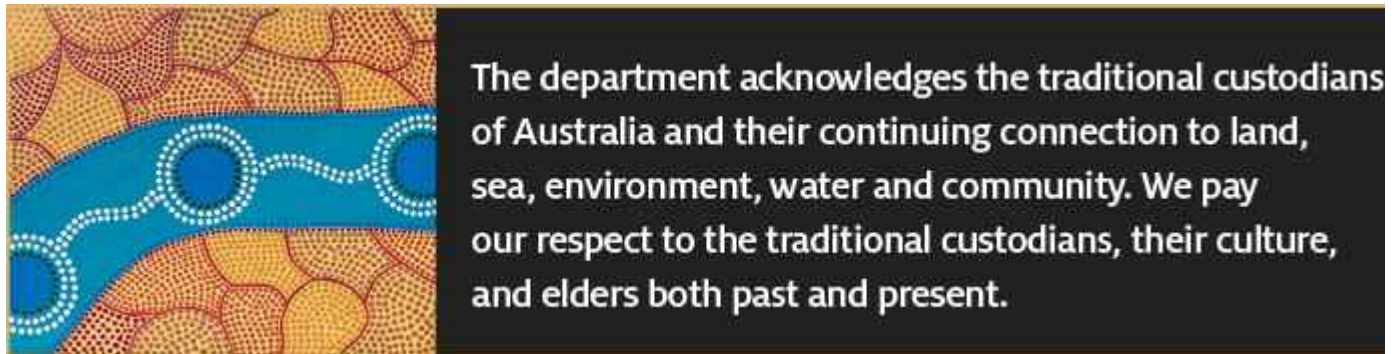 The department acknowledges the traditional custodians
of Australia and their continuing connection to land,
sea, environment, water and community. We pay
our respect to the traditional custodians, their culture,
and elders both past and present.